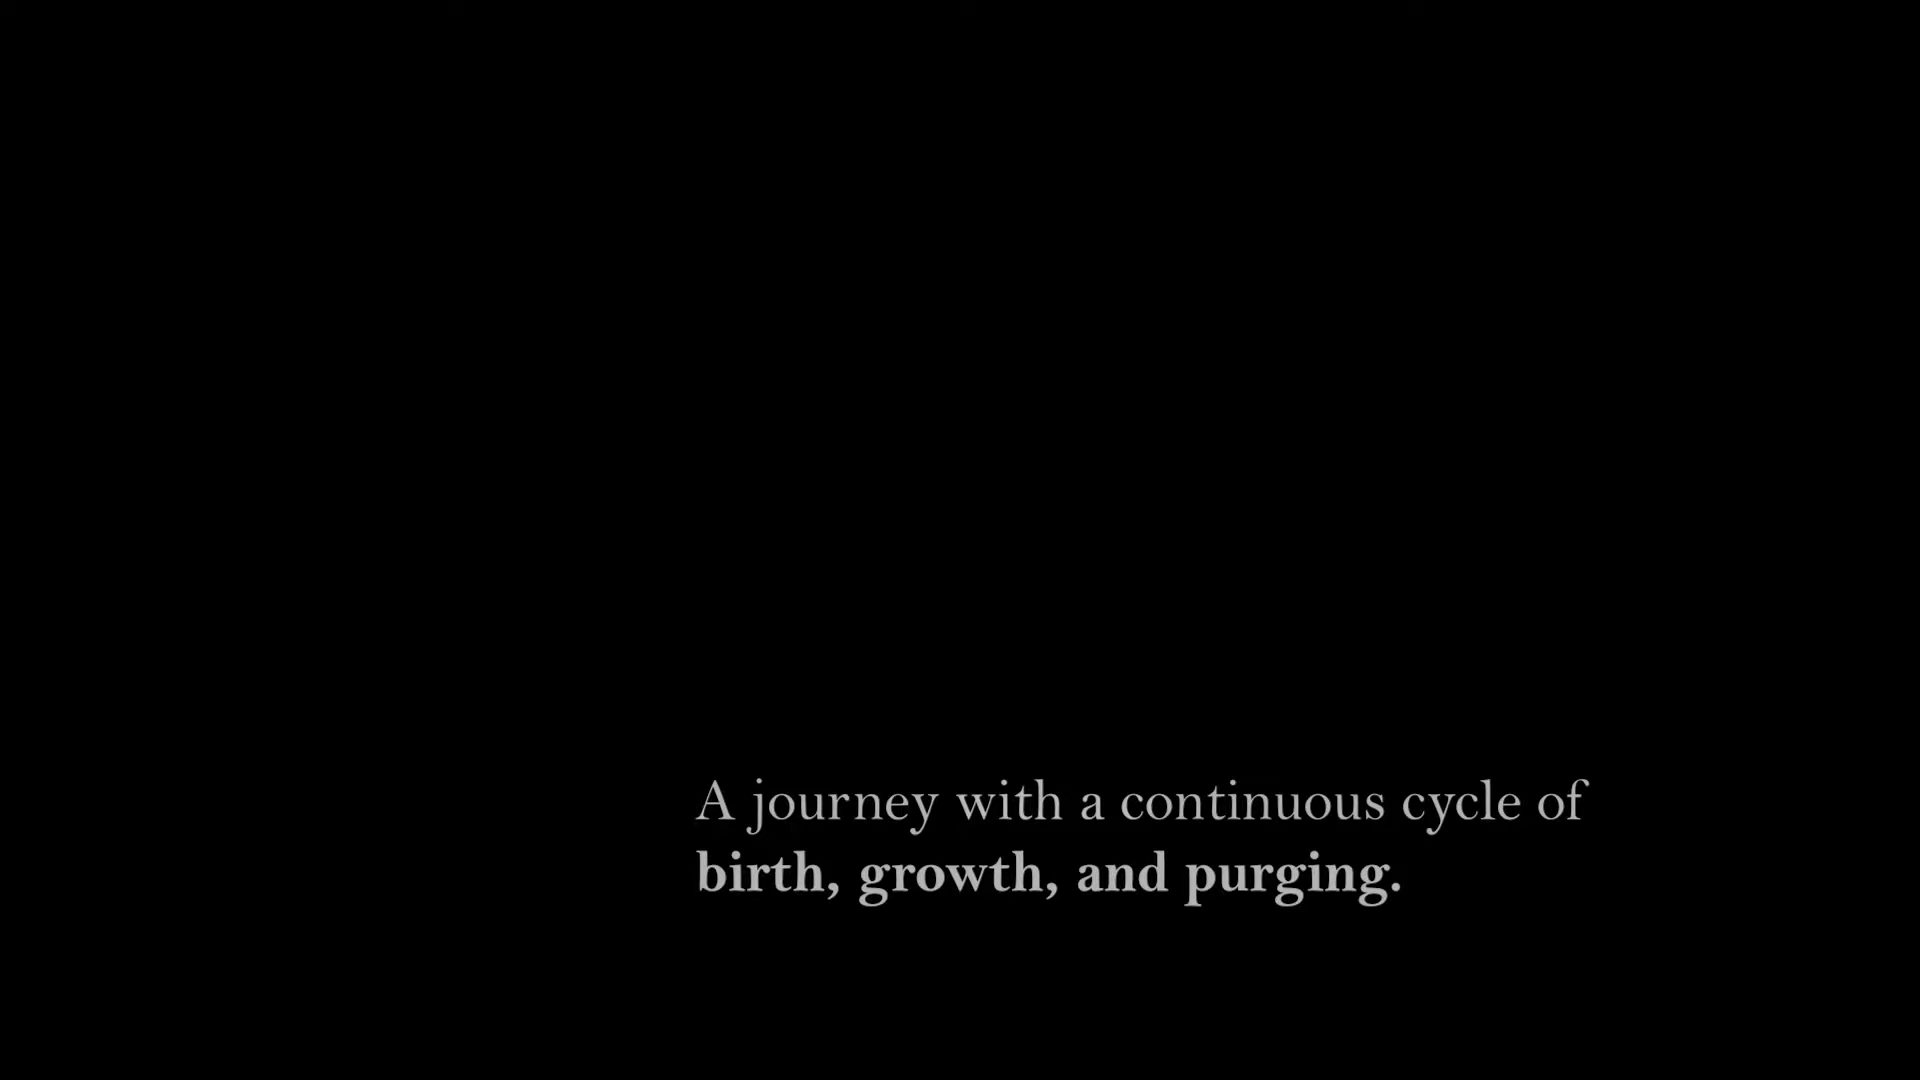 A journey with a continuous cycle of
birth, growth, and purging.